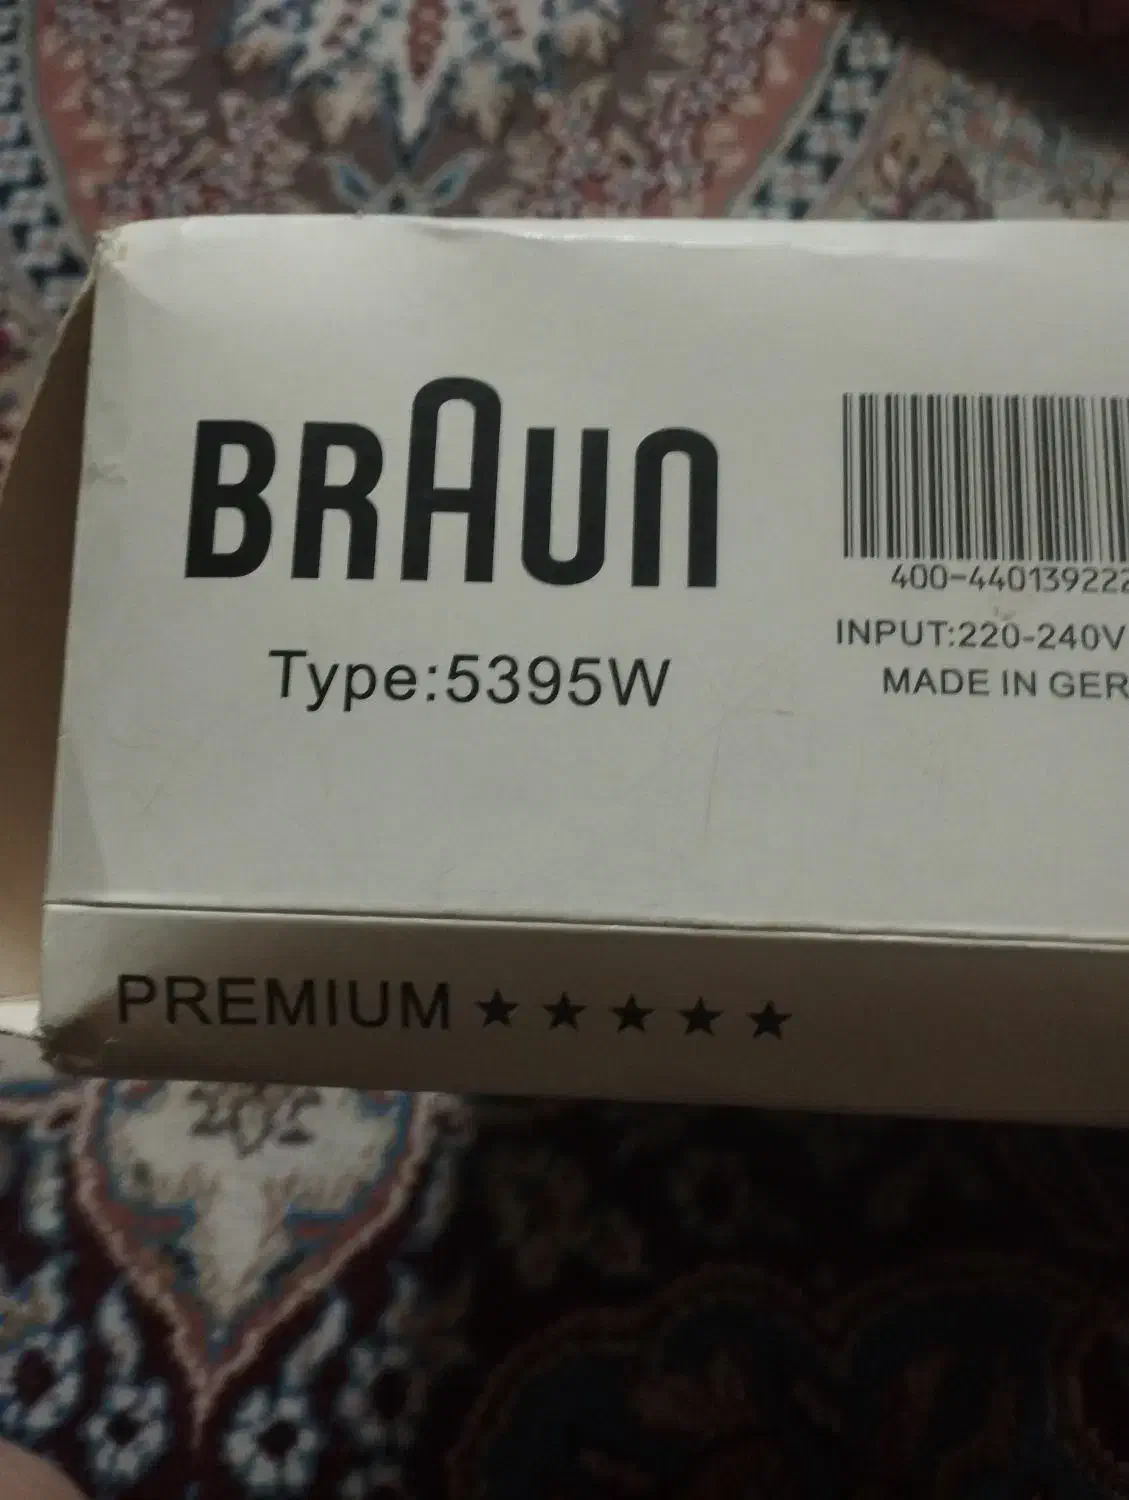 BRAUN
Type:5395W
400-440139222
INPUT:220-240V
MADE IN GER
PREMIUM ★ ★ ★ ★ ★